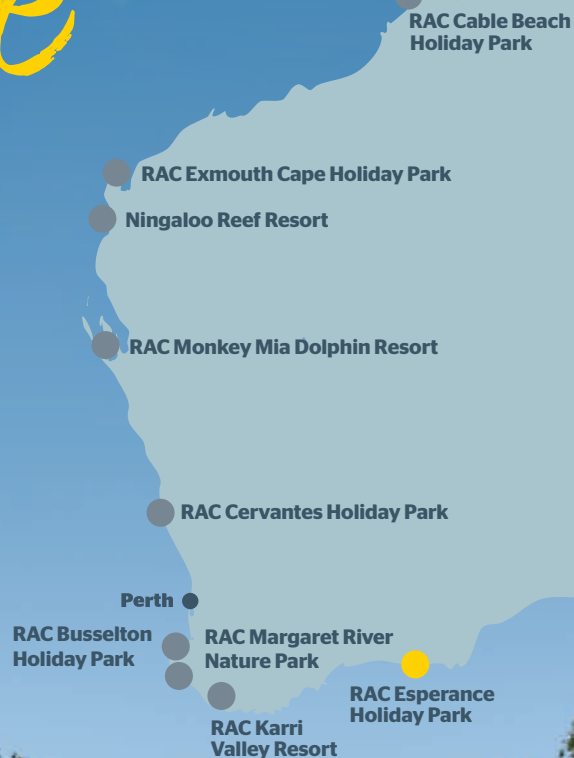 RAC Cable Beach
Holiday Park
RAC Exmouth Cape Holiday Park
Ningaloo Reef Resort
RAC Monkey Mia Dolphin Resort
RAC Cervantes Holiday Park
Perth
RAC Busselton
Holiday Park
RAC Margaret River
Nature Park
RAC Esperance
Holiday Park
RAC Karri
Valley Resort